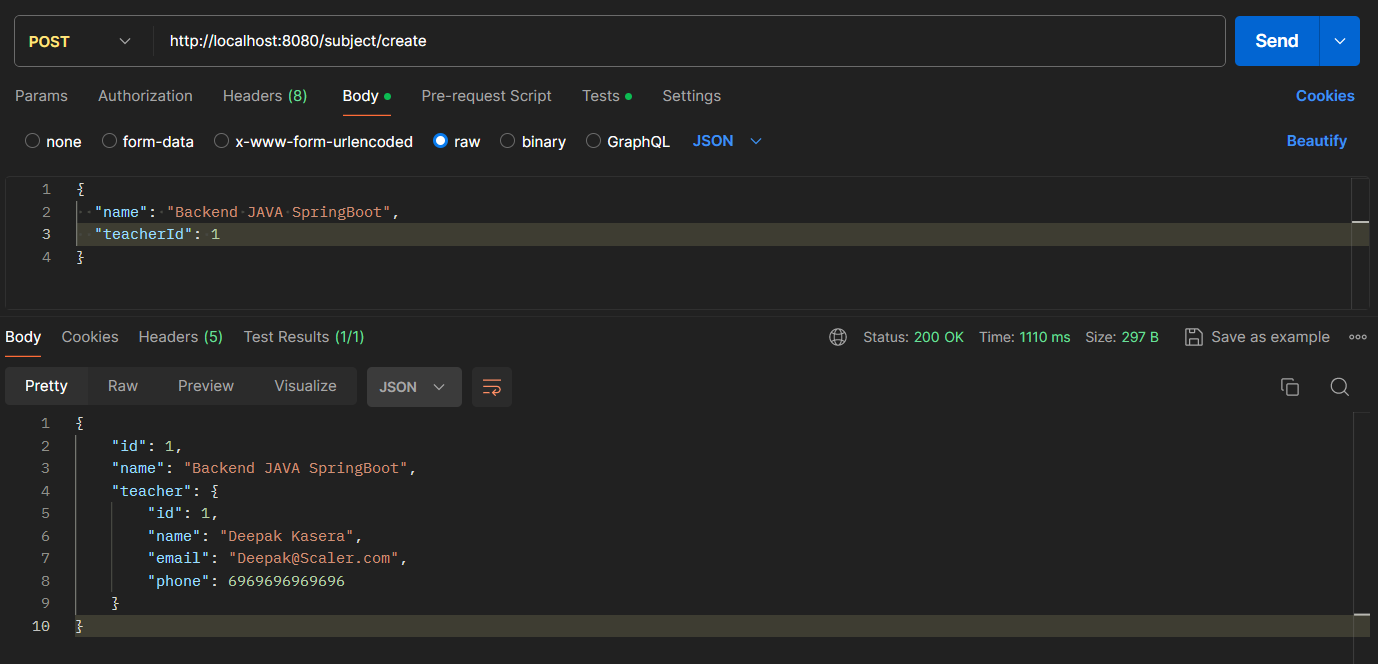 POST http://localhost:8080/subject/create Send
Params Authorization Headers (8) Body Pre-request Script Tests Settings Cookies
none form-data x-www-form-urlencoded raw binary GraphQL JSON Beautify
1 {
2 "name": "Backend JAVA SpringBoot",
3 "teacherId": 1
4 }
Body Cookies Headers (5) Test Results (1/1) Status: 200 OK Time: 1110 ms Size: 297 B Save as example
Pretty Raw Preview Visualize JSON
1 {
2 "id": 1,
3 "name": "Backend JAVA SpringBoot",
4 "teacher": {
5 "id": 1,
6 "name": "Deepak Kasera",
7 "email": "Deepak@Scaler.com",
8 "phone": 6969696969696
9 }
10 }